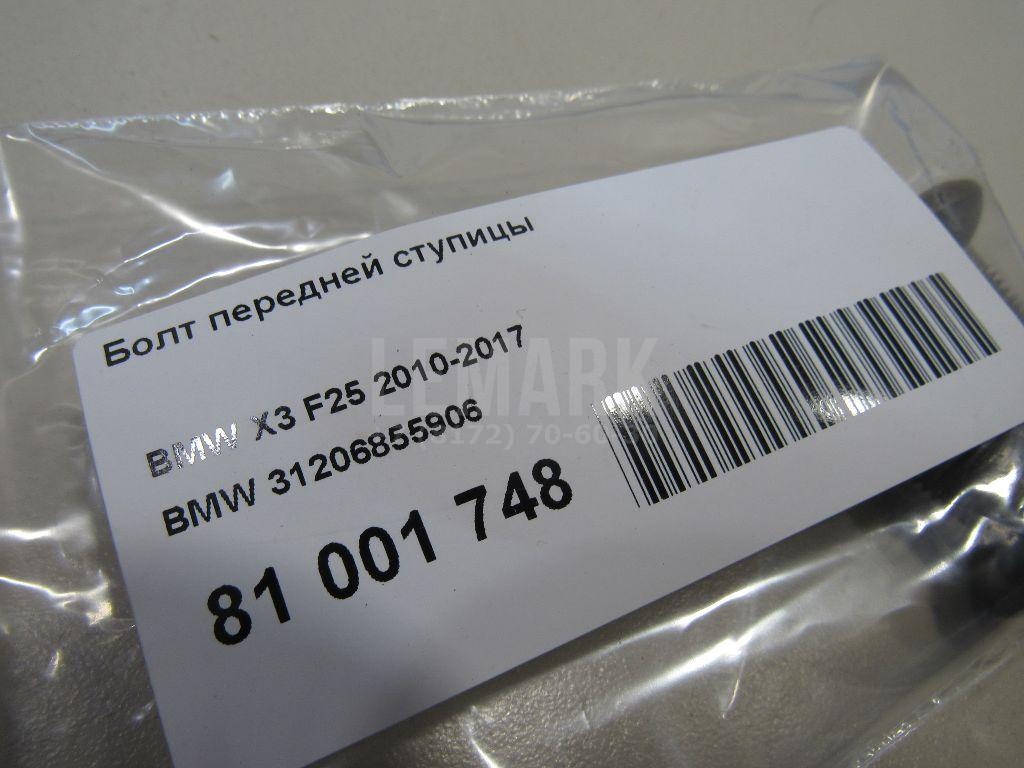 Болт передней ступицы
BMW X3 F25 2010-2017
BMW 31206855906
81 001 748
LEMARK